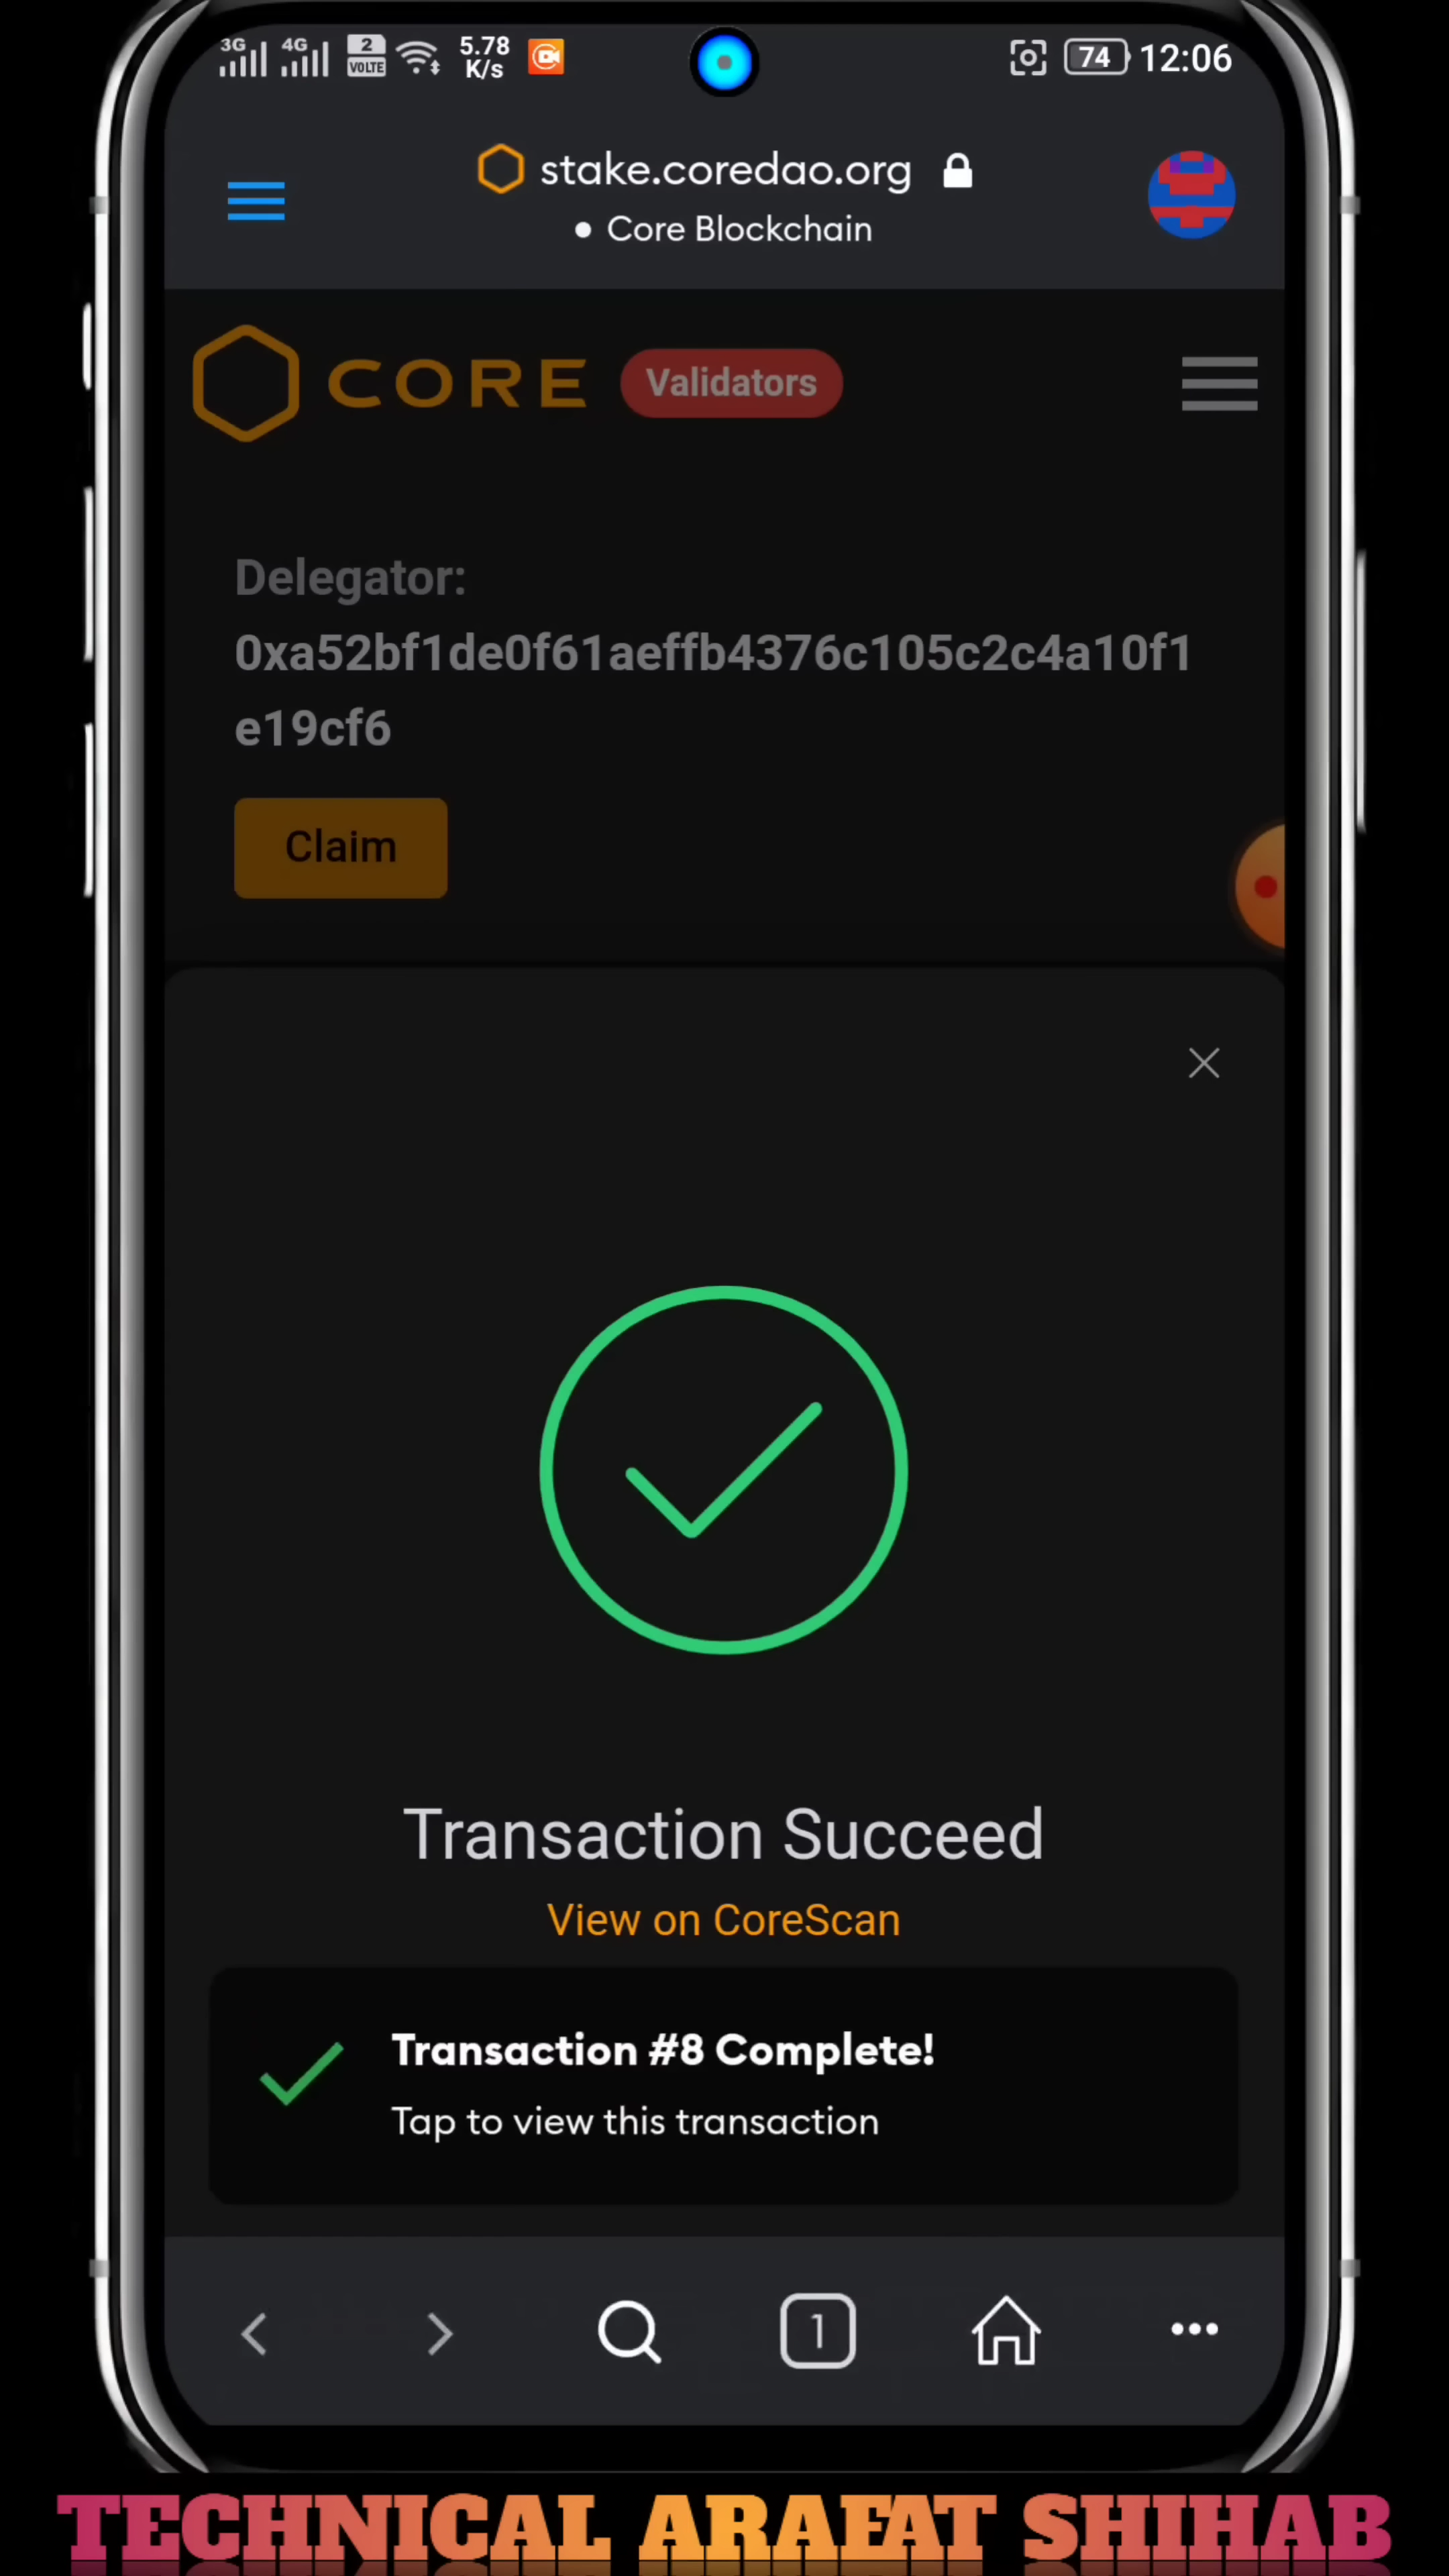 3G 4G 2 VOLTE 5.78 K/s 74 12:06
stake.coredao.org
Core Blockchain
CORE Validators
Delegator:
0xa52bf1de0f61aeffb4376c105c2c4a10f1
e19cf6
Claim
Transaction Succeed
View on CoreScan
Transaction #8 Complete!
Tap to view this transaction
1
TECHNICAL ARAFAT SHIHAB